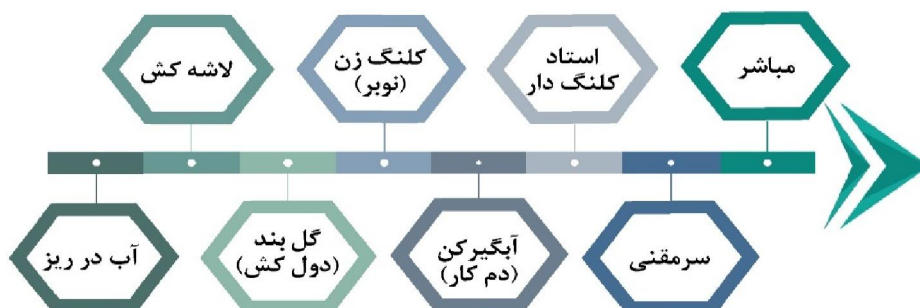 مباشر
استاد
کلنگ دار
کلنگ زن
(نوبر)
لاشه کش
سرمقنی
آبگیرکن
(دم کار)
گل بند
(دول کش)
آب در ریز